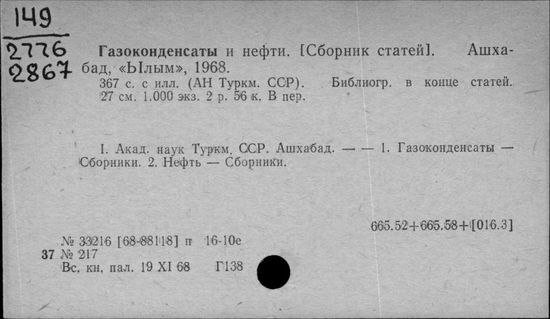 149
2776
2867
Газоконденсаты и нефти. [Сборник статей]. Ашха-
бад, «Ылым», 1968.
367 с. с илл. (АН Туркм. ССР). Библиогр. в конце статей.
27 см. 1.000 экз. 2 р. 56 к. В пер.
I. Акад. наук Туркм. ССР. Ашхабад. — — 1. Газоконденсаты —
Сборники. 2. Нефть — Сборники.
665.52+665.58+[016.3]
№ 33216 [68-88118] п 16-10е
37 № 217
Вс. кн. пал. 19 XI 68 Г138